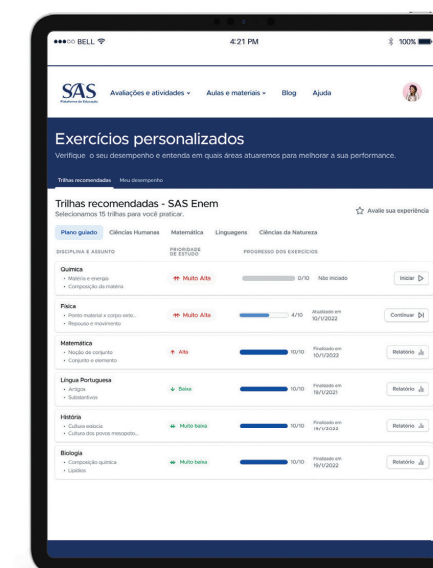 BELL
4:21 PM
100%
SAS
Plataforma de Educação
Avaliações e atividades
Aulas e materiais
Blog
Ajuda
Exercícios personalizados
Verifique o seu desempenho e entenda em quais áreas atuaremos para melhorar a sua performance.
Trilhas recomendadas
Meu desempenho
Trilhas recomendadas - SAS Enem
Selecionamos 15 trilhas para você praticar.
Avalie sua experiência
Plano guiado
Ciências Humanas
Matemática
Linguagens
Ciências da Natureza
DISCIPLINA E ASSUNTO
PRIORIDADE
DE ESTUDO
PROGRESSO DOS EXERCÍCIOS
Química
• Matéria e energia
• Composição da matéria
Muito Alta
0/10
Não iniciado
Iniciar
Física
• Ponto material x corpo exte...
• Repouso e movimento
Muito Alta
4/10
Atualizado em
10/1/2022
Continuar
Matemática
• Noção de conjunto
• Conjunto e elemento
Alta
10/10
Finalizado em
10/1/2022
Relatório
Língua Portuguesa
• Artigos
• Substantivos
Baixa
10/10
Finalizado em
19/1/2021
Relatório
História
• Cultura
• Cultura dos povos mesopoto...
Muito baixa
10/10
Finalizado em
19/1/2022
Relatório
Biologia
• Composição química
• Lipídios
Muito baixa
10/10
Finalizado em
19/1/2022
Relatório